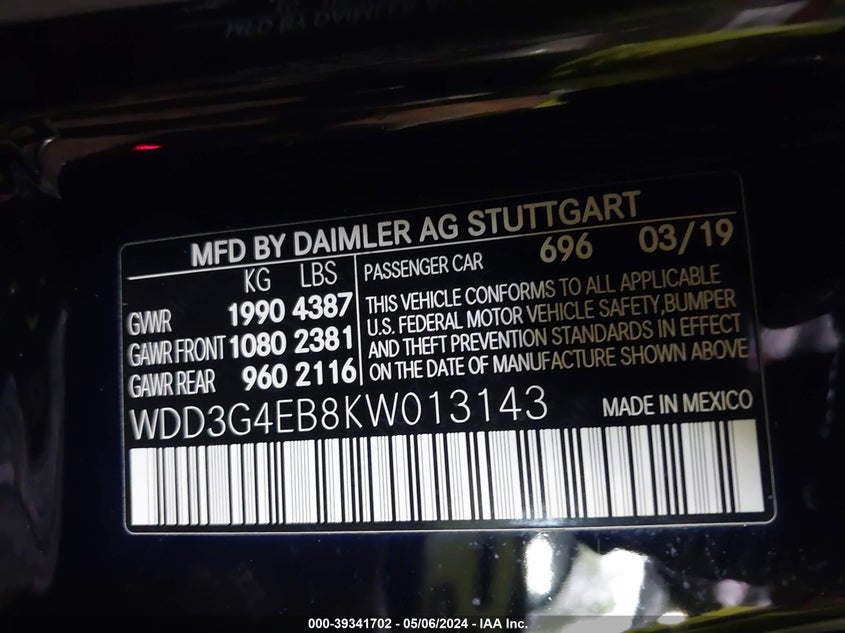 MFD BY DAIMLER AG STUTTGART
KG LBS
GVWR 1990 4387
GAWR FRONT 1080 2381
GAWR REAR 960 2116
PASSENGER CAR 696 03/19
THIS VEHICLE CONFORMS TO ALL APPLICABLE
U.S. FEDERAL MOTOR VEHICLE SAFETY,BUMPER
AND THEFT PREVENTION STANDARDS IN EFFECT
ON THE DATE OF MANUFACTURE SHOWN ABOVE
WDD3G4EB8KW013143 MADE IN MEXICO
000-39341702 - 05/06/2024 - IAA Inc.